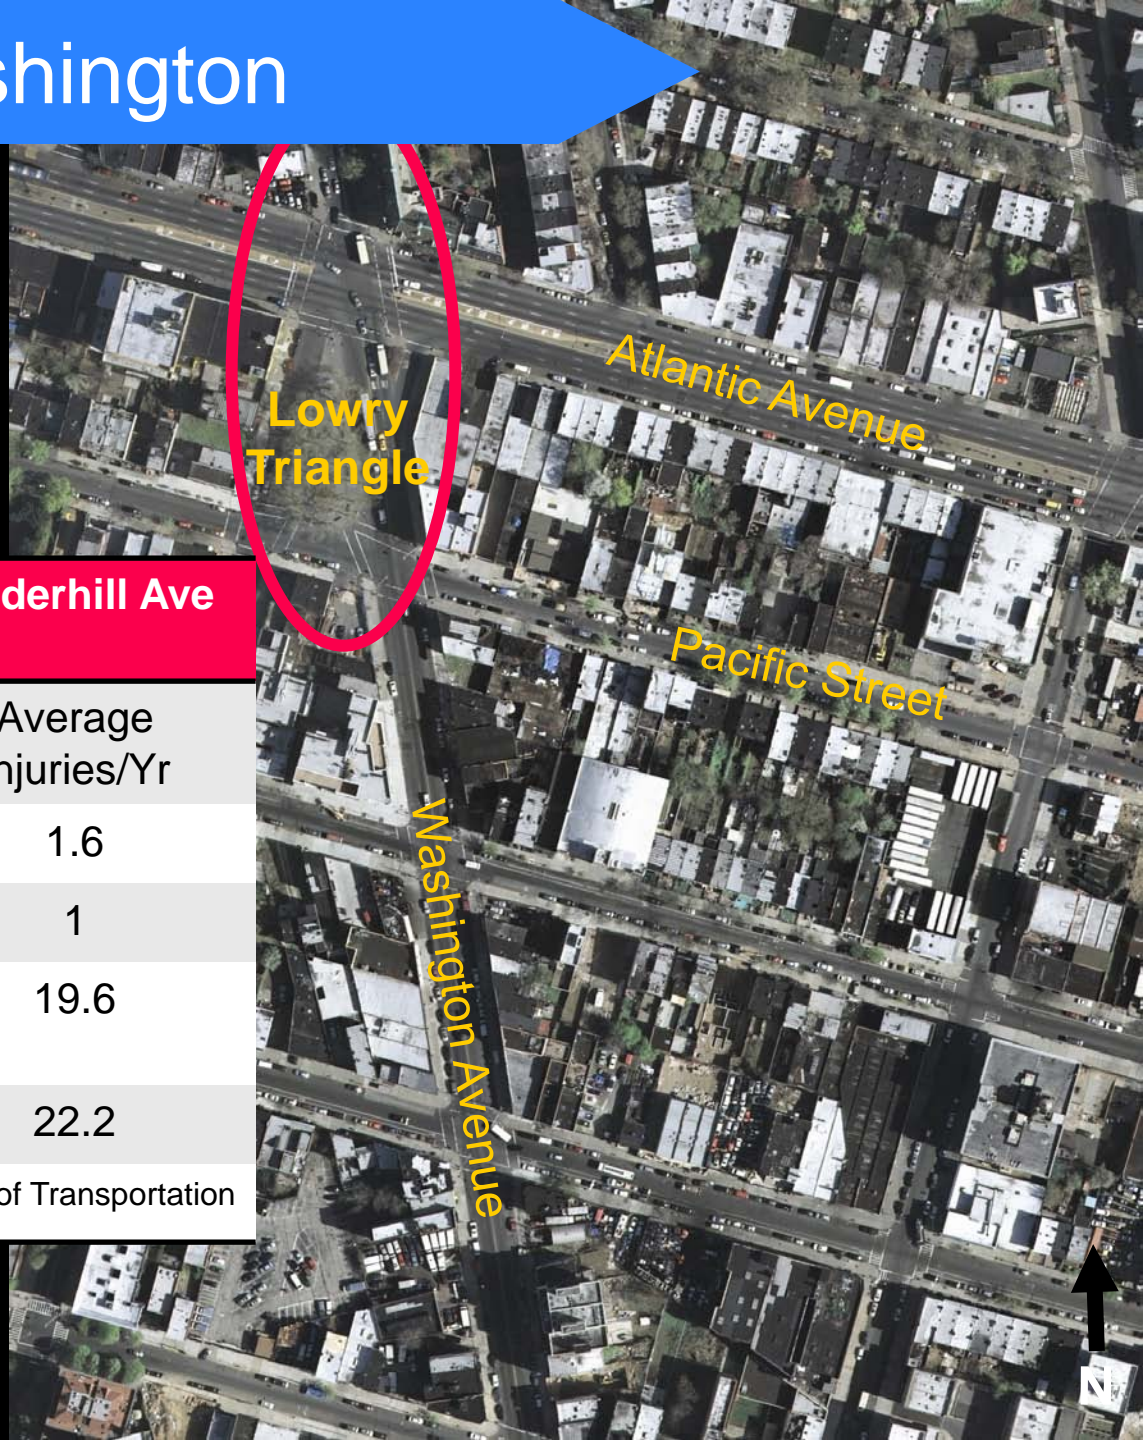 shington
Atlantic Avenue
Lowry
Triangle
derhill Ave
Pacific Street
Average
njuries/Yr
1.6
1
19.6
22.2
of Transportation
Washington Avenue
N